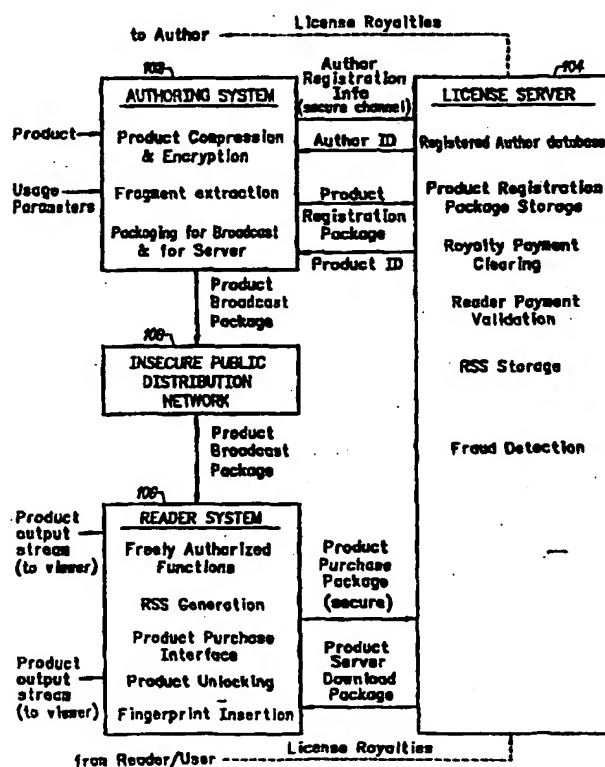 License Royalties
to Author
102
AUTHORING SYSTEM
Product Compression
& Encryption
Fragment extraction
Packaging for Broadcast
& for Server
Product
Usage
Parameters
Author
Registration
Info
(secure channel)
Author ID
Product
Registration
Package
Product ID
104
LICENSE SERVER
Registered Author database
Product Registration
Package Storage
Royalty Payment
Clearing
Reader Payment
Validation
RSS Storage
Fraud Detection
Product
Broadcast
Package
108
INSECURE PUBLIC
DISTRIBUTION
NETWORK
Product
Broadcast
Package
106
READER SYSTEM
Freely Authorized
Functions
RSS Generation
Product Purchase
Interface
Product Unlocking
Fingerprint Insertion
Product
output
stream
(to viewer)
Product
output stream
(to viewer)
Product
Purchase
Package
(secure)
Product
Server
Download
Package
from Reader/User
License Royalties